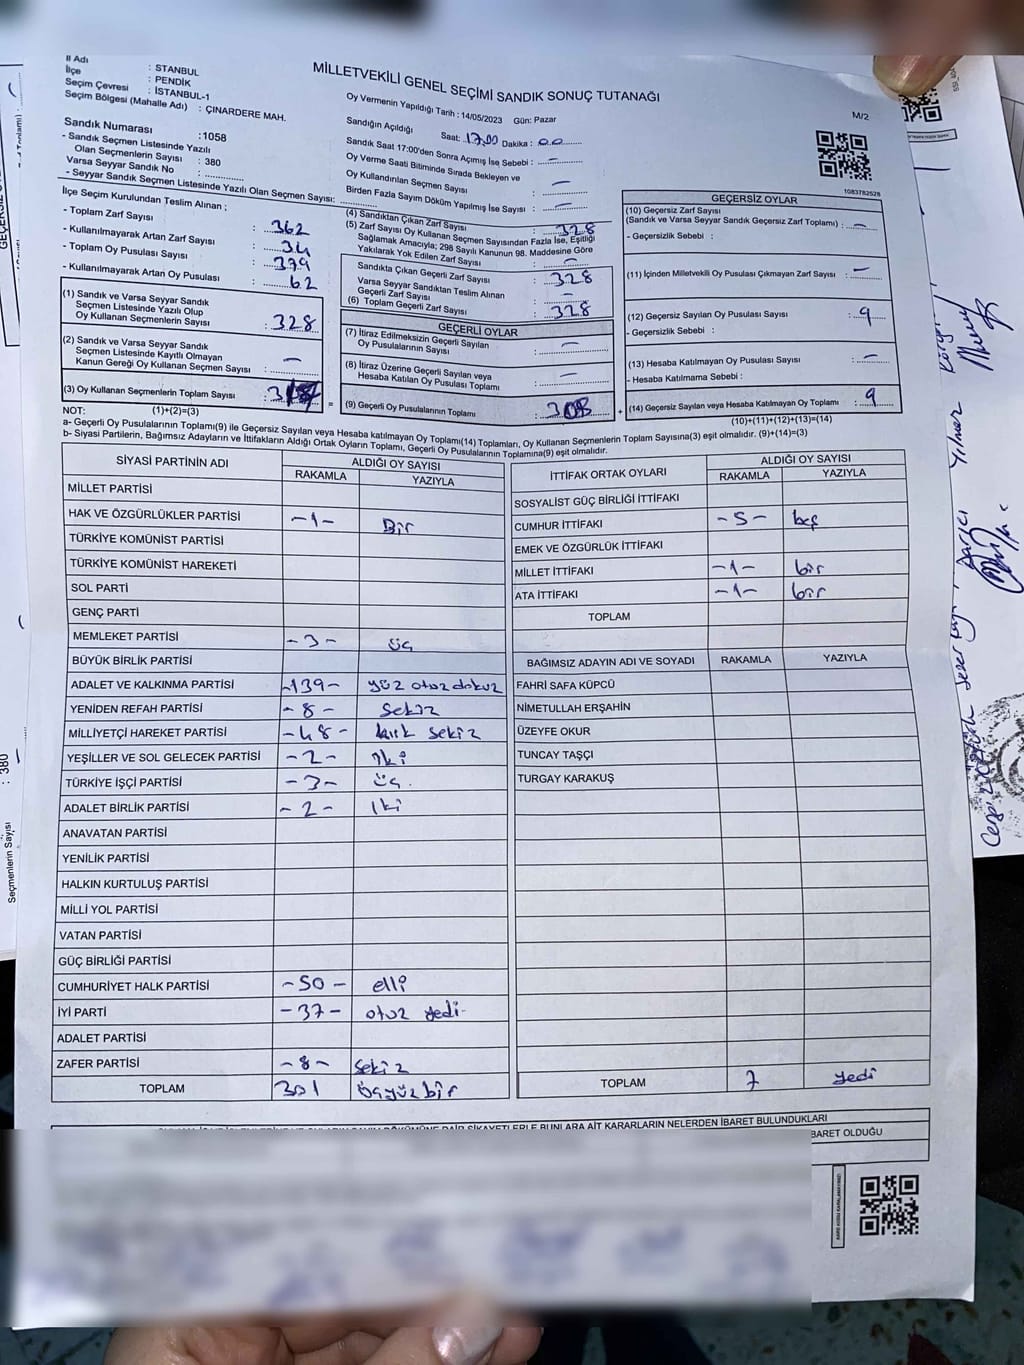 MİLLETVEKİLİ GENEL SEÇİMİ SANDIK SONUÇ TUTANAĞI
İl Adı : STANBUL
İlçe : PENDİK
Seçim Çevresi : İSTANBUL-1
Seçim Bölgesi (Mahalle Adı) : ÇINARDERE MAH.
Oy Vermenin Yapıldığı Tarih : 14/05/2023 Gün: Pazar
M/2
Sandık Numarası :1058
- Sandık Seçmen Listesinde Yazılı
Olan Seçmenlerin Sayısı : 380
Varsa Seyyar Sandık No :
- Seyyar Sandık Seçmen Listesinde Yazılı Olan Seçmen Sayısı:
Sandığın Açıldığı Saat: 17.00 Dakika : 00
Sandık Saat 17:00'den Sonra Açımış İse Sebebi : —
Oy Verme Saati Bitiminde Sırada Bekleyen ve
Oy Kullandırılan Seçmen Sayısı : —
Birden Fazla Sayım Döküm Yapılmış İse Sayısı : —
1083782528
İlçe Seçim Kurulundan Teslim Alınan ;
- Toplam Zarf Sayısı : 362
- Kullanılmayarak Artan Zarf Sayısı : 34
- Toplam Oy Pusulası Sayısı : 379
- Kullanılmayarak Artan Oy Pusulası : 62
(1) Sandık ve Varsa Seyyar Sandık
Seçmen Listesinde Yazılı Olup
Oy Kullanan Seçmenlerin Sayısı : 328
(2) Sandık ve Varsa Seyyar Sandık
Seçmen Listesinde Kayıtlı Olmayan
Kanun Gereği Oy Kullanan Seçmen Sayısı : —
(3) Oy Kullanan Seçmenlerin Toplam Sayısı :
(4) Sandıktan Çıkan Zarf Sayısı : 328
(5) Zarf Sayısı Oy Kullanan Seçmen Sayısından Fazla İse, Eşitliği
Sağlamak Amacıyla; 298 Sayılı Kanunun 98. Maddesine Göre
Yakılarak Yok Edilen Zarf Sayısı : —
Sandıkta Çıkan Geçerli Zarf Sayısı : 328
Varsa Seyyar Sandıktan Teslim Alınan
Geçerli Zarf Sayısı : —
(6) Toplam Geçerli Zarf Sayısı : 328
GEÇERLİ OYLAR
(7) İtiraz Edilmeksizin Geçerli Sayılan
Oy Pusulalarının Sayısı : —
(8) İtiraz Üzerine Geçerli Sayılan veya
Hesaba Katılan Oy Pusulası Toplamı : —
(9) Geçerli Oy Pusulalarının Toplamı : 308
GEÇERSİZ OYLAR
(10) Geçersiz Zarf Sayısı
(Sandık ve Varsa Seyyar Sandık Geçersiz Zarf Toplamı) : —
- Geçersizlik Sebebi :
(11) İçinden Milletvekili Oy Pusulası Çıkmayan Zarf Sayısı : —
(12) Geçersiz Sayılan Oy Pusulası Sayısı : 9
- Geçersizlik Sebebi :
(13) Hesaba Katılmayan Oy Pusulası Sayısı : —
- Hesaba Katılmama Sebebi :
(14) Geçersiz Sayılan veya Hesaba Katılmayan Oy Toplamı : 9
NOT: (1)+(2)=(3)
(10)+(11)+(12)+(13)=(14)
a- Geçerli Oy Pusulalarının Toplamı(9) ile Geçersiz Sayılan veya Hesaba katılmayan Oy Toplamı(14) Toplamları, Oy Kullanan Seçmenlerin Toplam Sayısına(3) eşit olmalıdır. (9)+(14)=(3)
b- Siyasi Partilerin, Bağımsız Adayların ve İttifakların Aldığı Ortak Oyların Toplamı, Geçerli Oy Pusulalarının Toplamına(9) eşit olmalıdır.
SİYASİ PARTİNİN ADI ALDIĞI OY SAYISI
RAKAMLA YAZIYLA
MİLLET PARTİSİ
HAK VE ÖZGÜRLÜKLER PARTİSİ -1- Bir
TÜRKİYE KOMÜNİST PARTİSİ
TÜRKİYE KOMÜNİST HAREKETİ
SOL PARTİ
GENÇ PARTİ
MEMLEKET PARTİSİ -3- üç
BÜYÜK BİRLİK PARTİSİ
ADALET VE KALKINMA PARTİSİ -139- yüz otuz dokuz
YENİDEN REFAH PARTİSİ -8- Sekiz
MİLLİYETÇİ HAREKET PARTİSİ -48- kırk sekiz
YEŞİLLER VE SOL GELECEK PARTİSİ -2- İki
TÜRKİYE İŞÇİ PARTİSİ -3- üç.
ADALET BİRLİK PARTİSİ -2- İki
ANAVATAN PARTİSİ
YENİLİK PARTİSİ
HALKIN KURTULUŞ PARTİSİ
MİLLİ YOL PARTİSİ
VATAN PARTİSİ
GÜÇ BİRLİĞİ PARTİSİ
CUMHURİYET HALK PARTİSİ -50- elli
İYİ PARTİ -37- otuz yedi-
ADALET PARTİSİ
ZAFER PARTİSİ -8- Sekiz
TOPLAM 301 üçyüz bir
İTTİFAK ORTAK OYLARI ALDIĞI OY SAYISI
RAKAMLA YAZIYLA
SOSYALİST GÜÇ BİRLİĞİ İTTİFAKI
CUMHUR İTTİFAKI -5- beş
EMEK VE ÖZGÜRLÜK İTTİFAKI
MİLLET İTTİFAKI -1- bir
ATA İTTİFAKI -1- bir
TOPLAM
BAĞIMSIZ ADAYIN ADI VE SOYADI RAKAMLA YAZIYLA
FAHRİ SAFA KÜPCÜ
NİMETULLAH ERŞAHİN
ÜZEYFE OKUR
TUNCAY TAŞÇI
TURGAY KARAKUŞ
TOPLAM 7 yedi
BARET OLDUĞU
Seçmenlerin Sayısı : 380